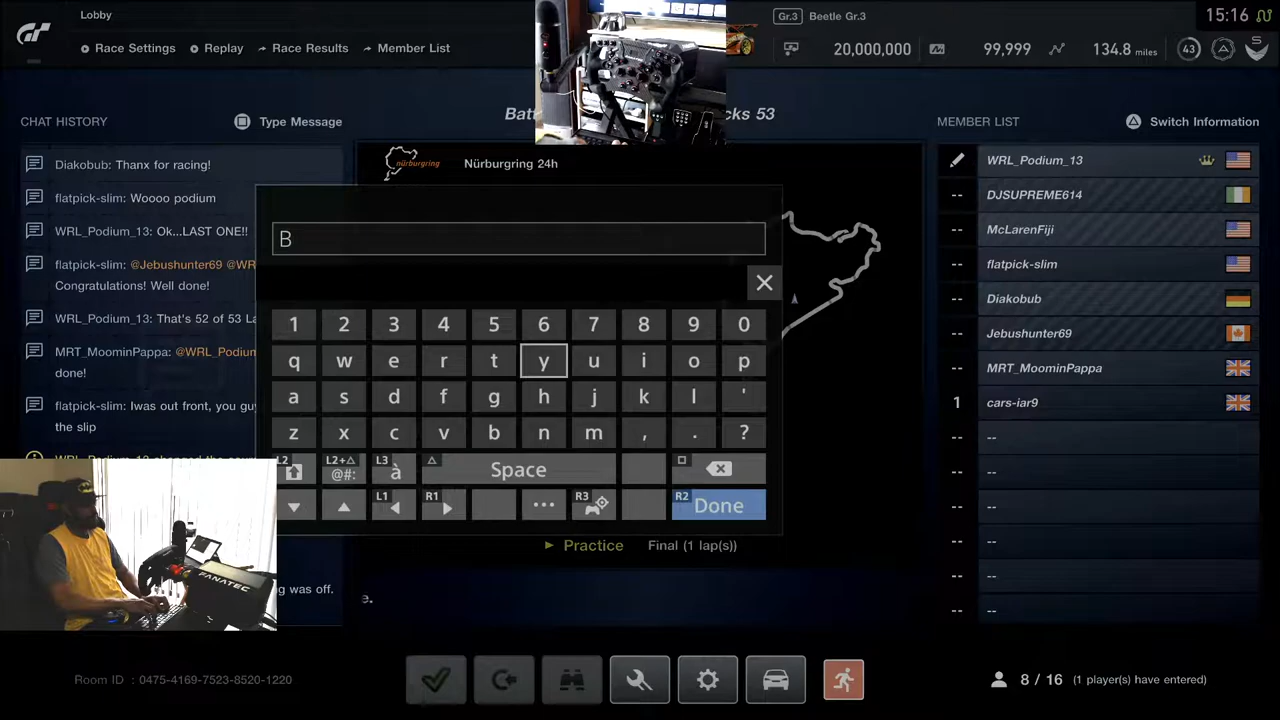 Lobby
Gr.3 Beetle Gr.3
15:16
Race Settings Replay Race Results Member List
20,000,000 99,999 134.8 miles 43 A S
CHAT HISTORY Type Message
cks 53
MEMBER LIST Switch Information
Diakobub: Thanx for racing!
flatpick-slim: Woooo podium
WRL_Podium_13: Ok...LAST ONE!!
flatpick-slim: @Jebushunter69 @WR
Congratulations! Well done!
WRL_Podium_13: That's 52 of 53 La
MRT_MoominPappa: @WRL_Podium
done!
flatpick-slim: Iwas out front, you gu
the slip
g was off.
nürburgring Nürburgring 24h
B
1 2 3 4 5 6 7 8 9 0
q w e r t y u i o p
a s d f g h j k l '
z x c v b n m , . ?
L2 L2+△ @#: L3 à △ Space
L1 R1 ... R3 R2 Done
Practice Final (1 lap(s))
e.
WRL_Podium_13
-- DJSUPREME614
-- McLarenFiji
-- flatpick-slim
-- Diakobub
-- Jebushunter69
-- MRT_MoominPappa
1 cars-iar9
-- --
-- --
-- --
-- --
-- --
-- --
FANATEC
Room ID : 0475-4169-7523-8520-1220
8 / 16 (1 player(s) have entered)